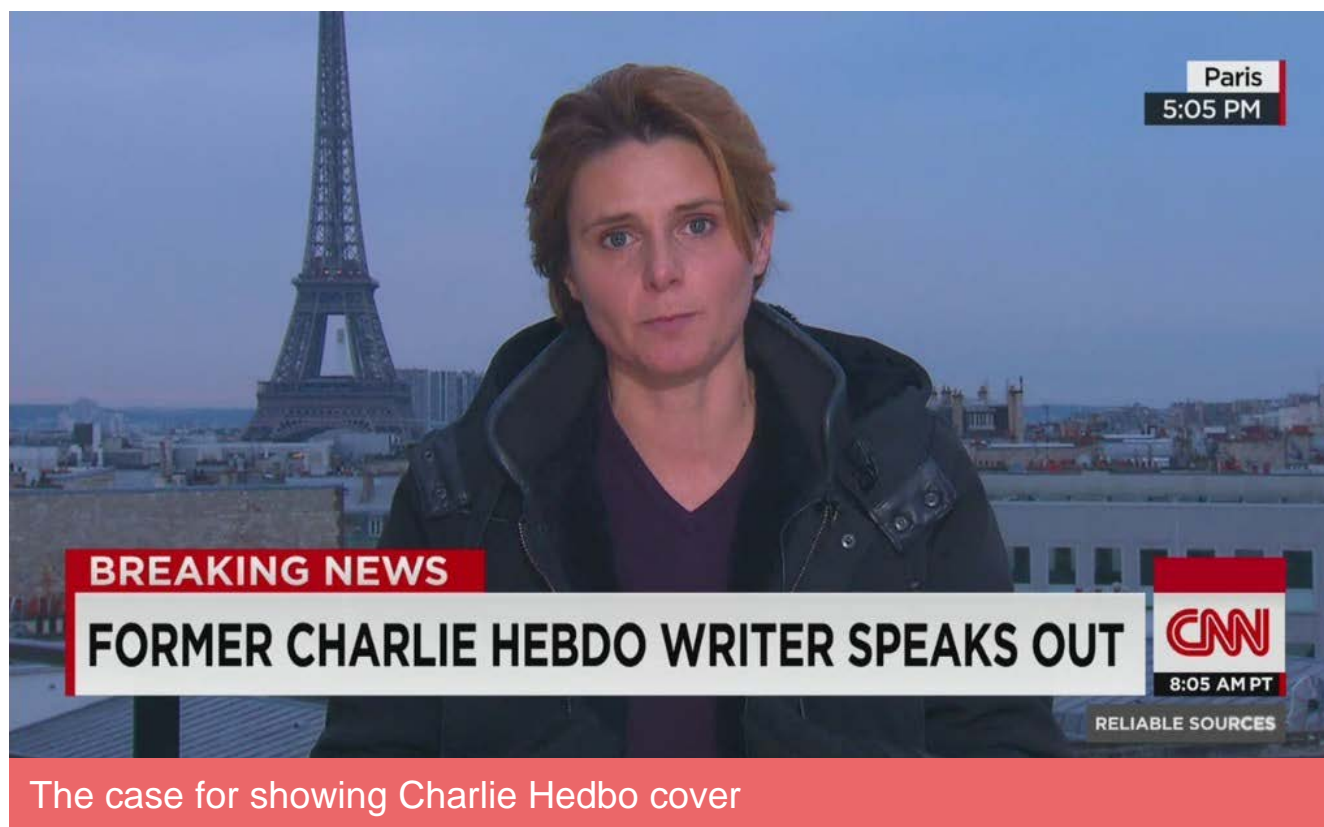 Paris
5:05 PM
BREAKING NEWS
FORMER CHARLIE HEBDO WRITER SPEAKS OUT
CNN
8:05 AM PT
RELIABLE SOURCES
The case for showing Charlie Hedbo cover